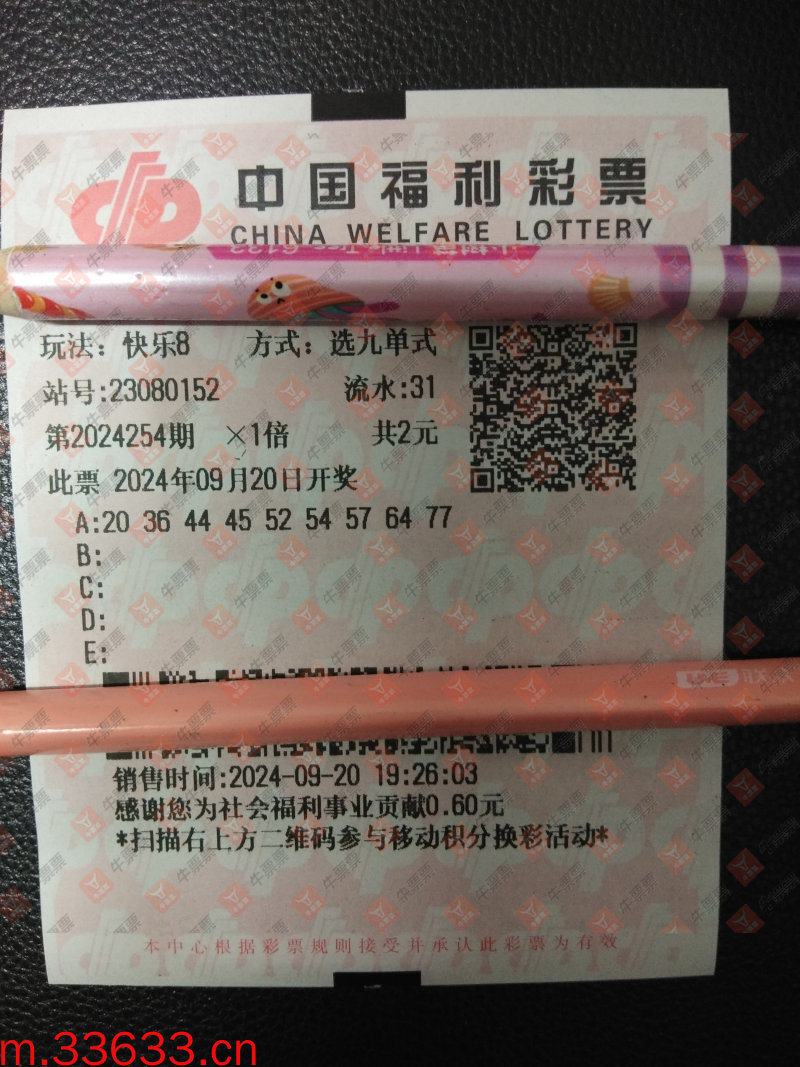 中国福利彩票
CHINA WELFARE LOTTERY
玩法: 快乐8 方式: 选九单式
站号:23080152 流水:31
第2024254期 ×1倍 共2元
此票 2024年09月20日开奖
A:20 36 44 45 52 54 57 64 77
B:
C:
D:
E:
销售时间:2024-09-20 19:26:03
感谢您为社会福利事业贡献0.60元
*扫描右上方二维码参与移动积分换彩活动*
本中心根据彩票规则接受并承认此彩票为有效
牛票票
m.33633.cn